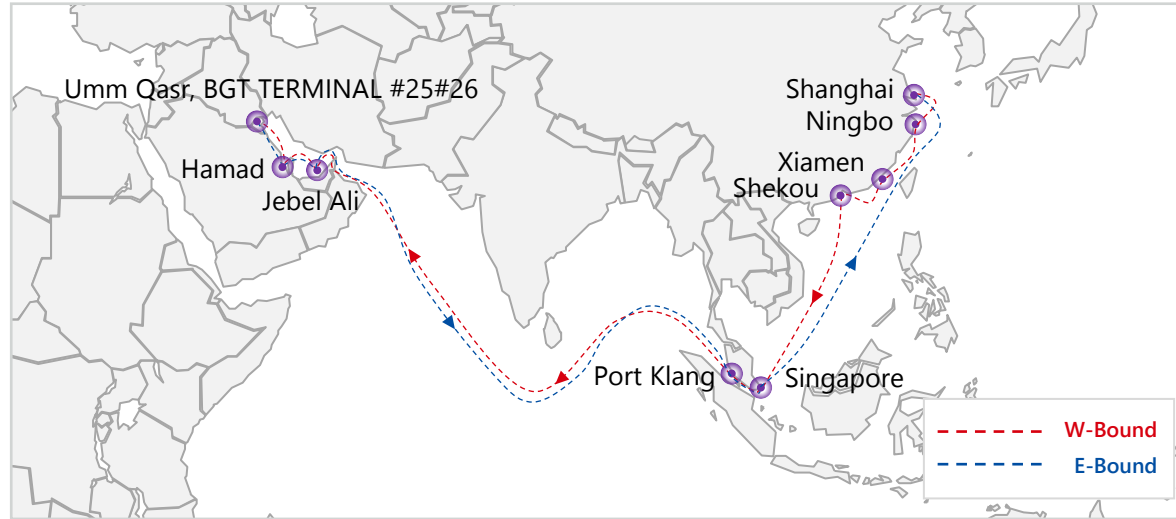 Umm Qasr, BGT TERMINAL #25#26
Hamad
Jebel Ali
Shanghai
Ningbo
Xiamen
Shekou
Port Klang
Singapore
W-Bound
E-Bound